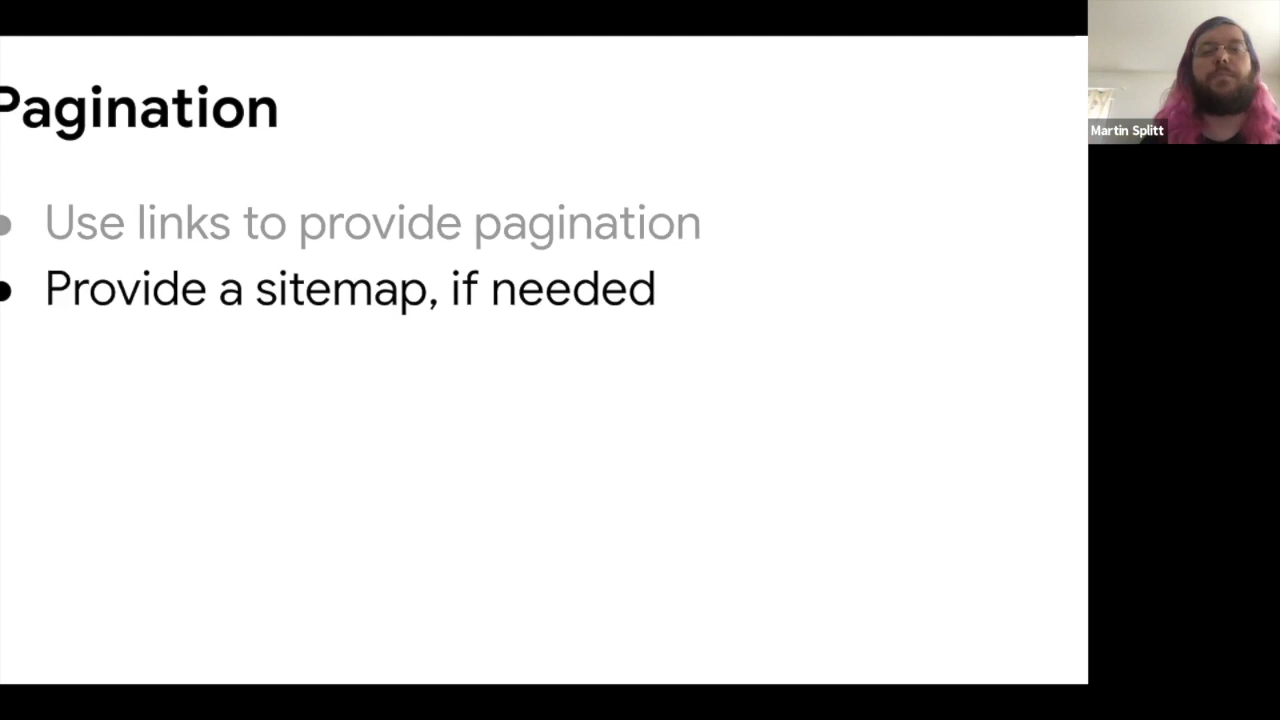 Pagination
Use links to provide pagination
Provide a sitemap, if needed
Martin Splitt